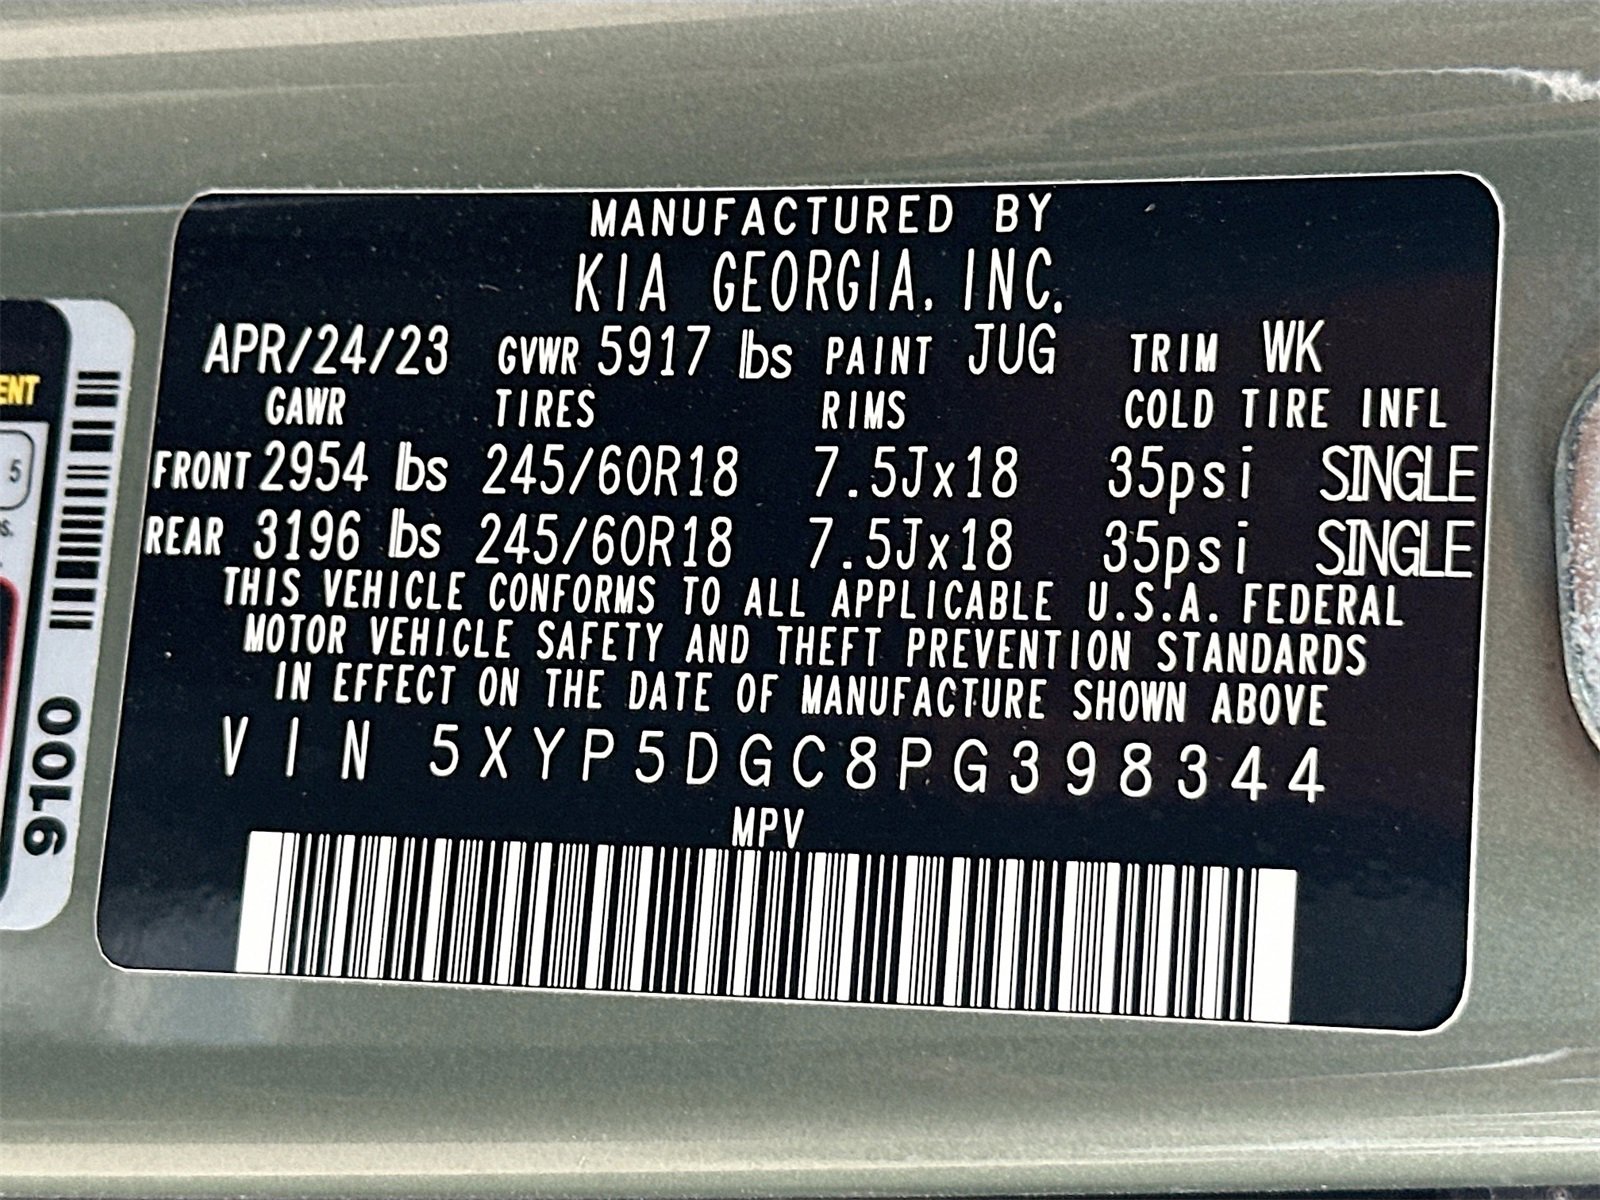 MANUFACTURED BY
KIA GEORGIA, INC.
APR/24/23 GVWR 5917 lbs PAINT JUG TRIM WK
GAWR TIRES RIMS COLD TIRE INFL
FRONT 2954 lbs 245/60R18 7.5Jx18 35psi SINGLE
REAR 3196 lbs 245/60R18 7.5Jx18 35psi SINGLE
THIS VEHICLE CONFORMS TO ALL APPLICABLE U.S.A. FEDERAL
MOTOR VEHICLE SAFETY AND THEFT PREVENTION STANDARDS
IN EFFECT ON THE DATE OF MANUFACTURE SHOWN ABOVE
VIN 5XYP5DGC8PG398344
MPV
ENT
5
s.
9100